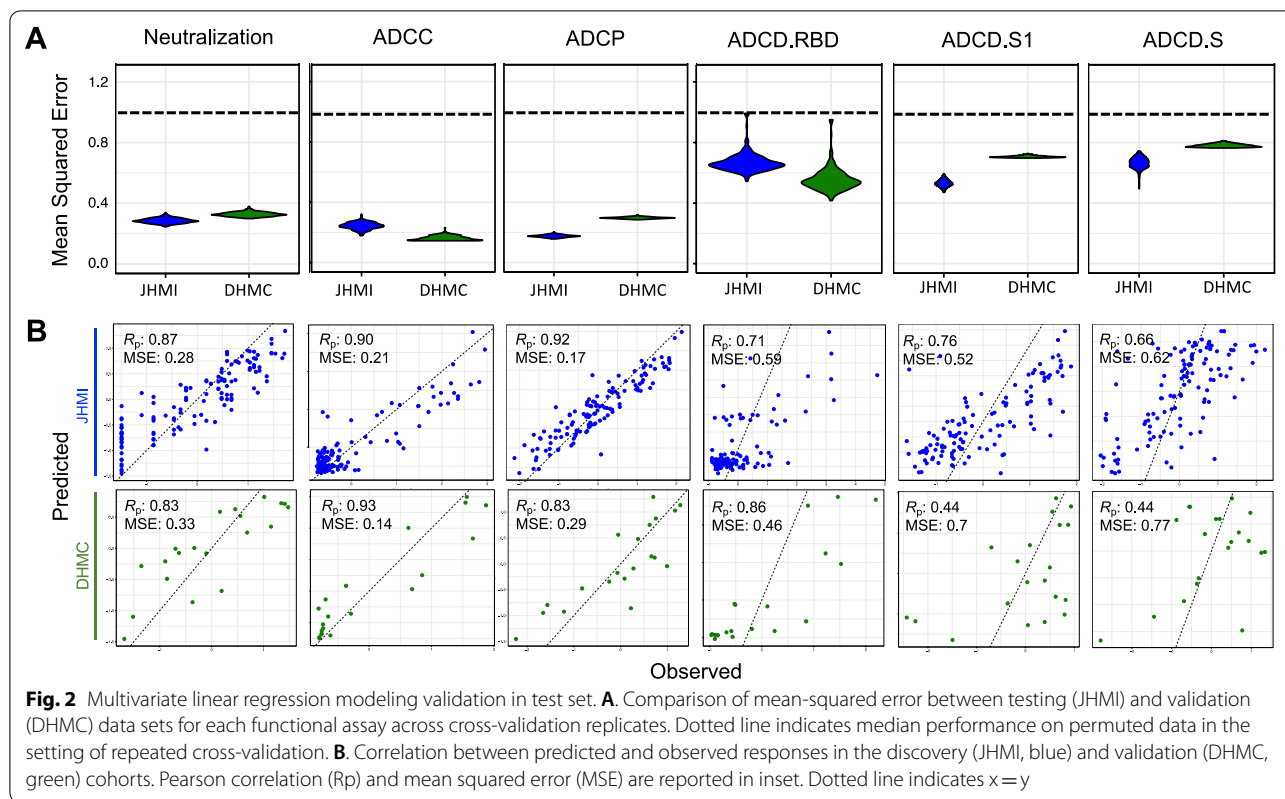 A
Neutralization ADCC ADCP ADCD.RBD ADCD.S1 ADCD.S
Mean Squared Error
1.2
0.8
0.4
0.0
JHMI DHMC JHMI DHMC JHMI DHMC JHMI DHMC JHMI DHMC JHMI DHMC
B
Predicted
JHMI
Rp: 0.87 Rp: 0.90 Rp: 0.92 Rp: 0.71 Rp: 0.76 Rp: 0.66
MSE: 0.28 MSE: 0.21 MSE: 0.17 MSE: 0.59 MSE: 0.52 MSE: 0.62
DHMC
Rp: 0.83 Rp: 0.93 Rp: 0.83 Rp: 0.86 Rp: 0.44 Rp: 0.44
MSE: 0.33 MSE: 0.14 MSE: 0.29 MSE: 0.46 MSE: 0.7 MSE: 0.77
Observed
Fig. 2 Multivariate linear regression modeling validation in test set. A. Comparison of mean-squared error between testing (JHMI) and validation
(DHMC) data sets for each functional assay across cross-validation replicates. Dotted line indicates median performance on permuted data in the
setting of repeated cross-validation. B. Correlation between predicted and observed responses in the discovery (JHMI, blue) and validation (DHMC,
green) cohorts. Pearson correlation (Rp) and mean squared error (MSE) are reported in inset. Dotted line indicates x = y